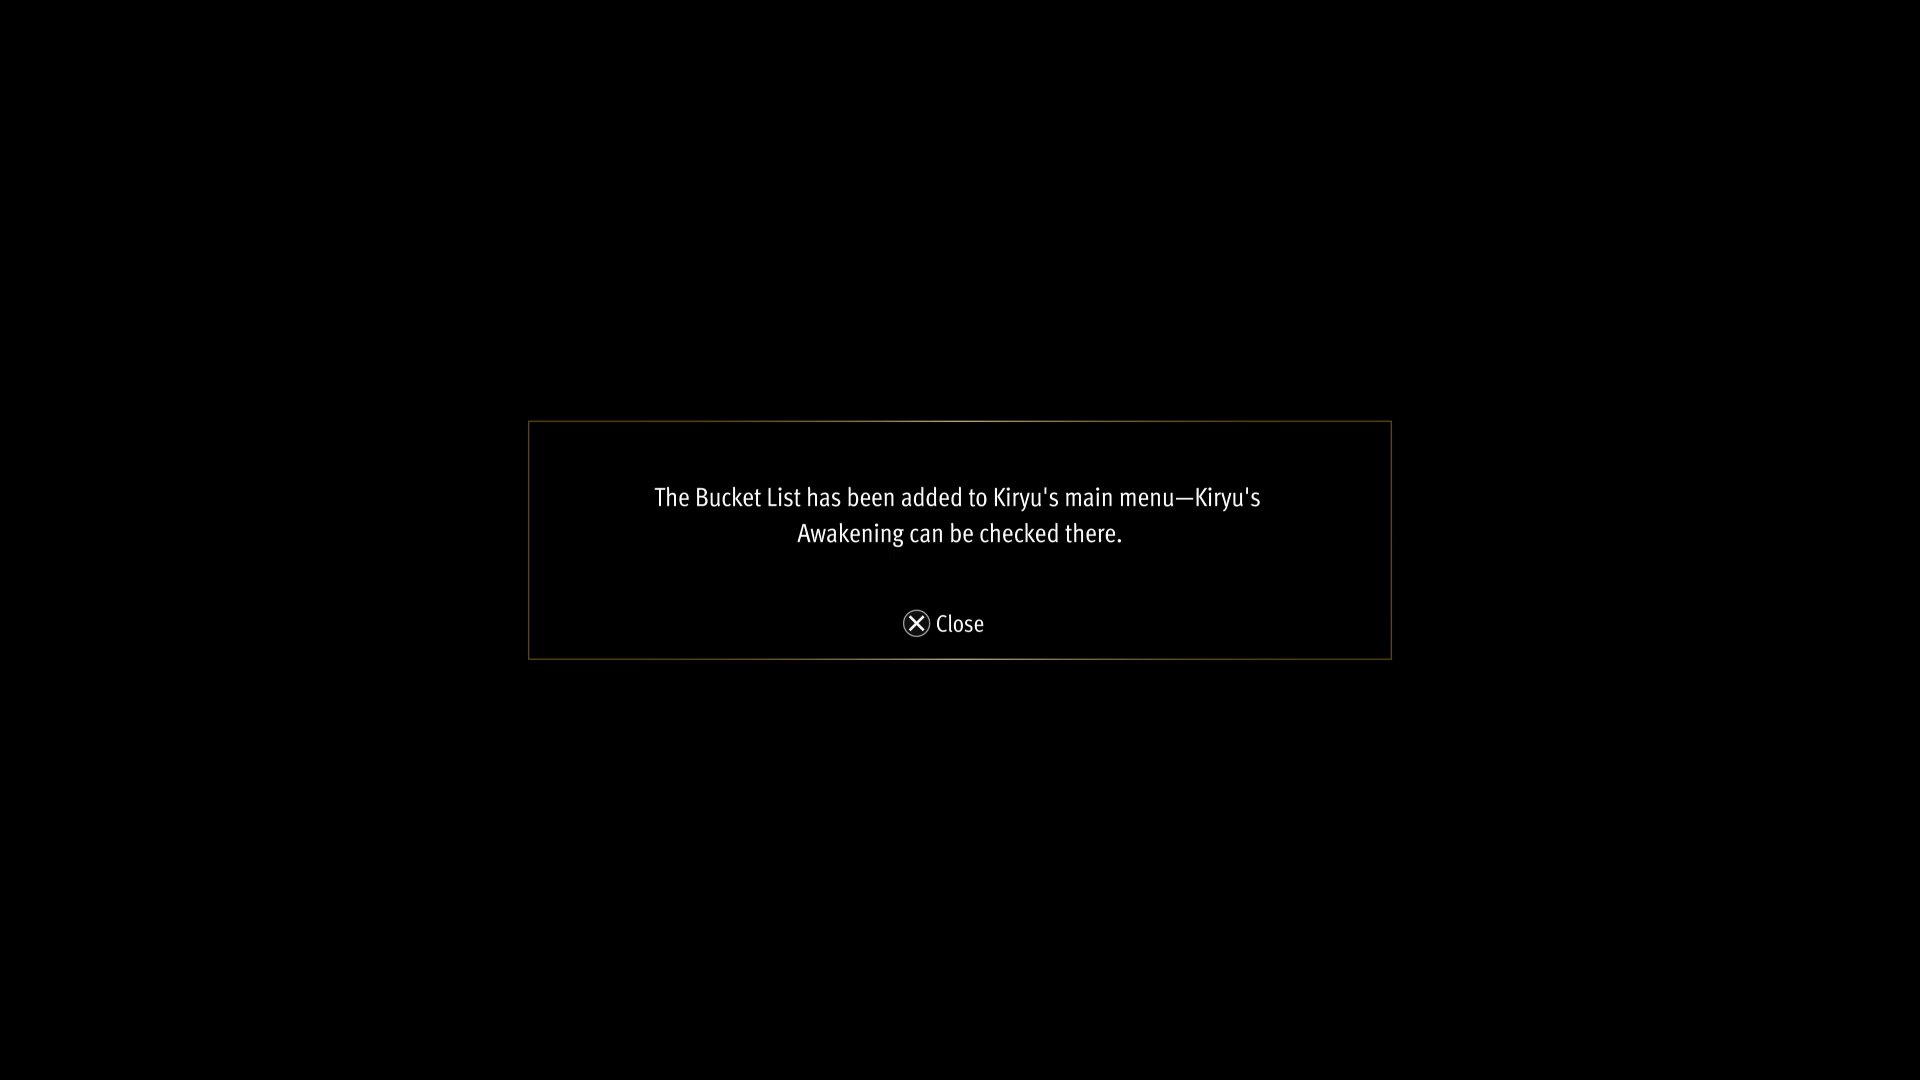 The Bucket List has been added to Kiryu's main menu—Kiryu's
Awakening can be checked there.
Close